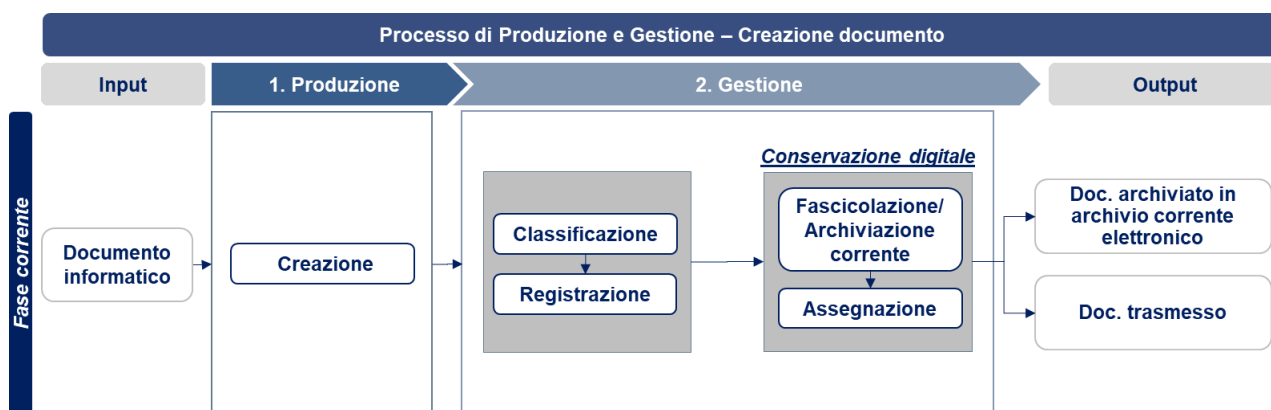 Processo di Produzione e Gestione – Creazione documento
Input
1. Produzione
2. Gestione
Output
Fase corrente
Documento
informatico
Creazione
Classificazione
Registrazione
Conservazione digitale
Fascicolazione/
Archiviazione
corrente
Assegnazione
Doc. archiviato in
archivio corrente
elettronico
Doc. trasmesso